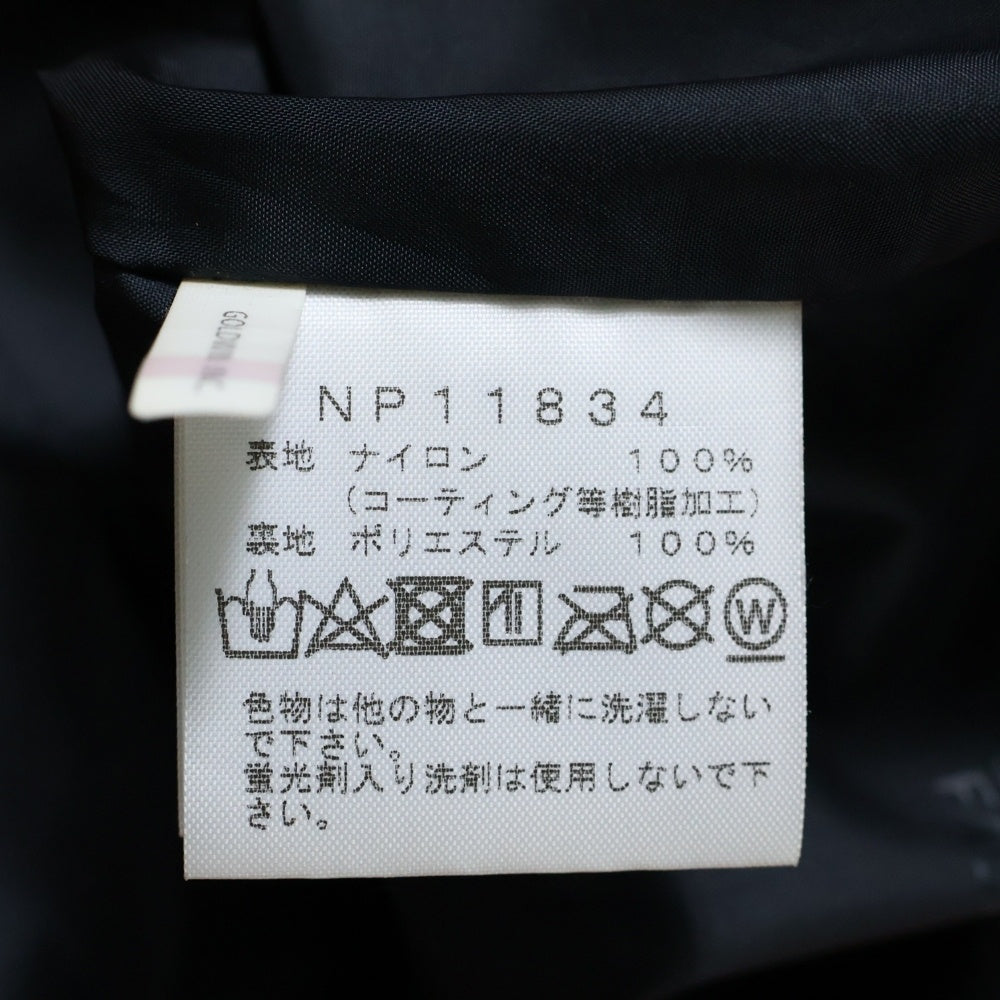 GOLDWIN INC
NP11834
表地 ナイロン 100%
(コーティング等樹脂加工)
裏地 ポリエステル 100%
W
色物は他の物と一緒に洗濯しない
で下さい。
蛍光剤入り洗剤は使用しないで下
さい。